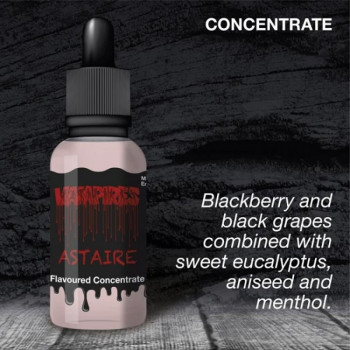 CONCENTRATE
VAMPIRES
ASTAIRE
Flavoured Concentrate
Blackberry and
black grapes
combined with
sweet eucalyptus,
aniseed and
menthol.